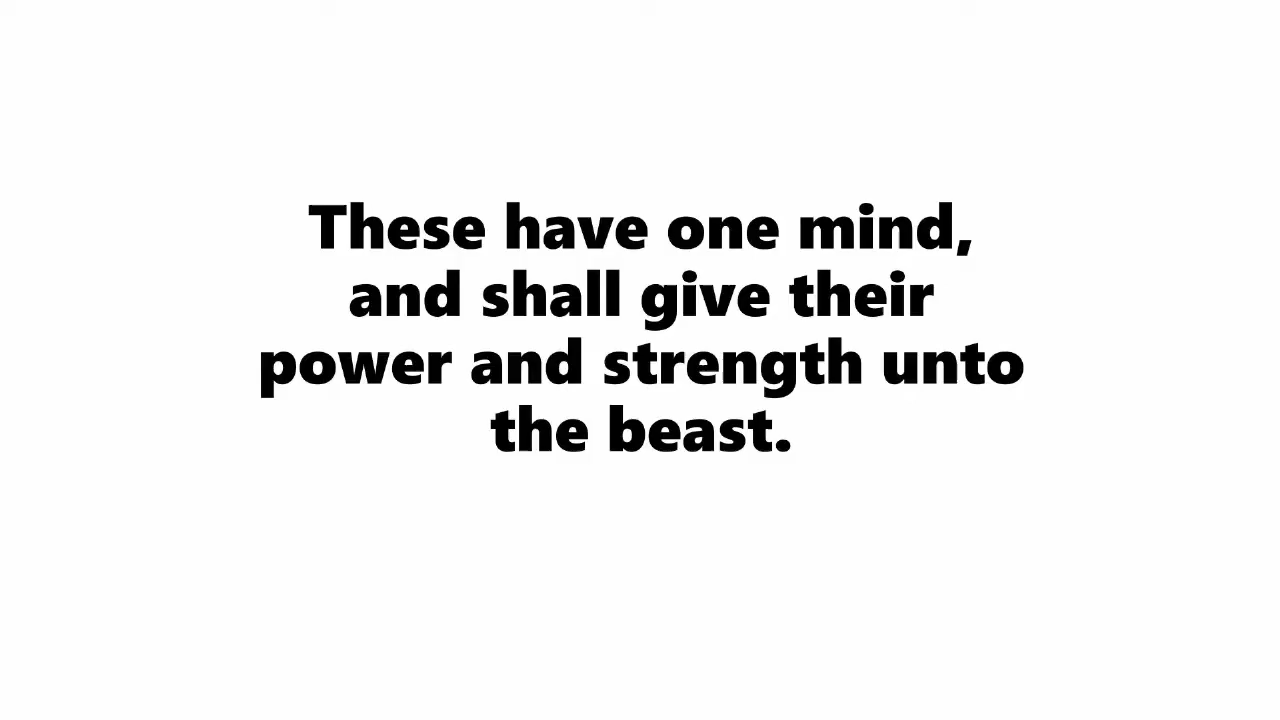 These have one mind,
and shall give their
power and strength unto
the beast.